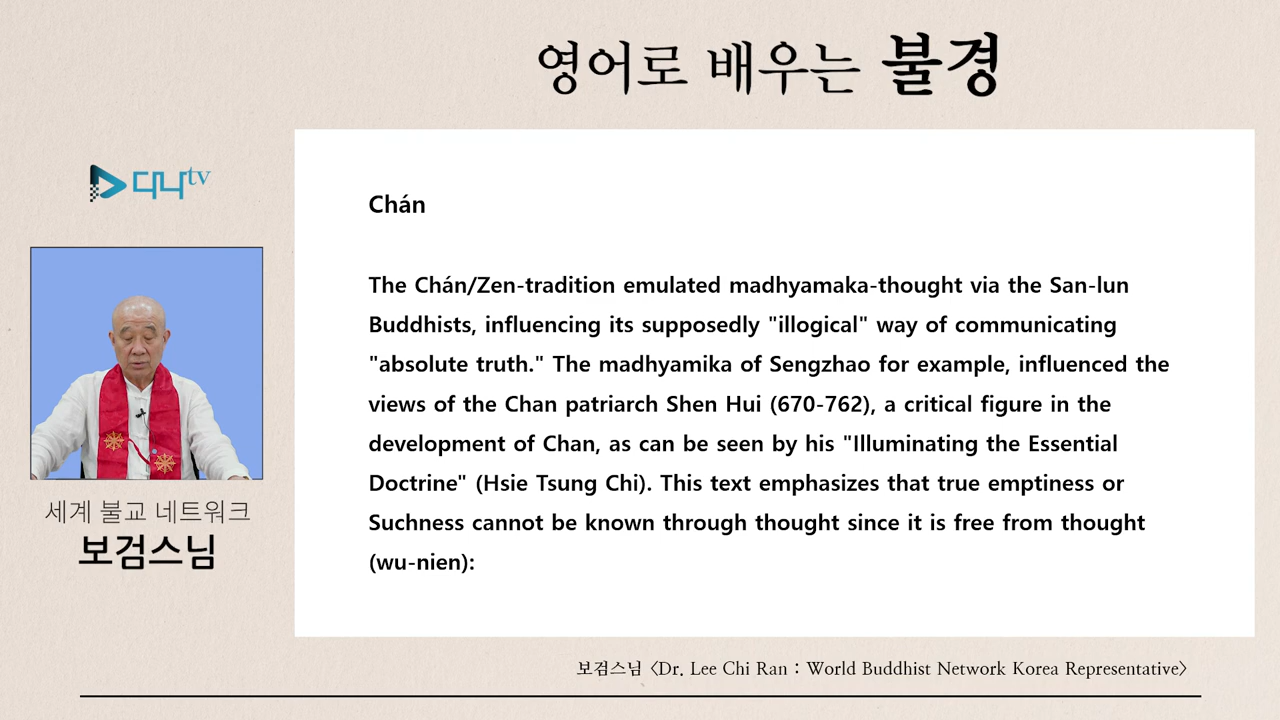 영어로 배우는 불경
디나tv
Chán
The Chán/Zen-tradition emulated madhyamaka-thought via the San-lun
Buddhists, influencing its supposedly "illogical" way of communicating
"absolute truth." The madhyamika of Sengzhao for example, influenced the
views of the Chan patriarch Shen Hui (670-762), a critical figure in the
development of Chan, as can be seen by his "Illuminating the Essential
Doctrine" (Hsie Tsung Chi). This text emphasizes that true emptiness or
Suchness cannot be known through thought since it is free from thought
(wu-nien):
세계 불교 네트워크
보검스님
보검스님 <Dr. Lee Chi Ran : World Buddhist Network Korea Representative>